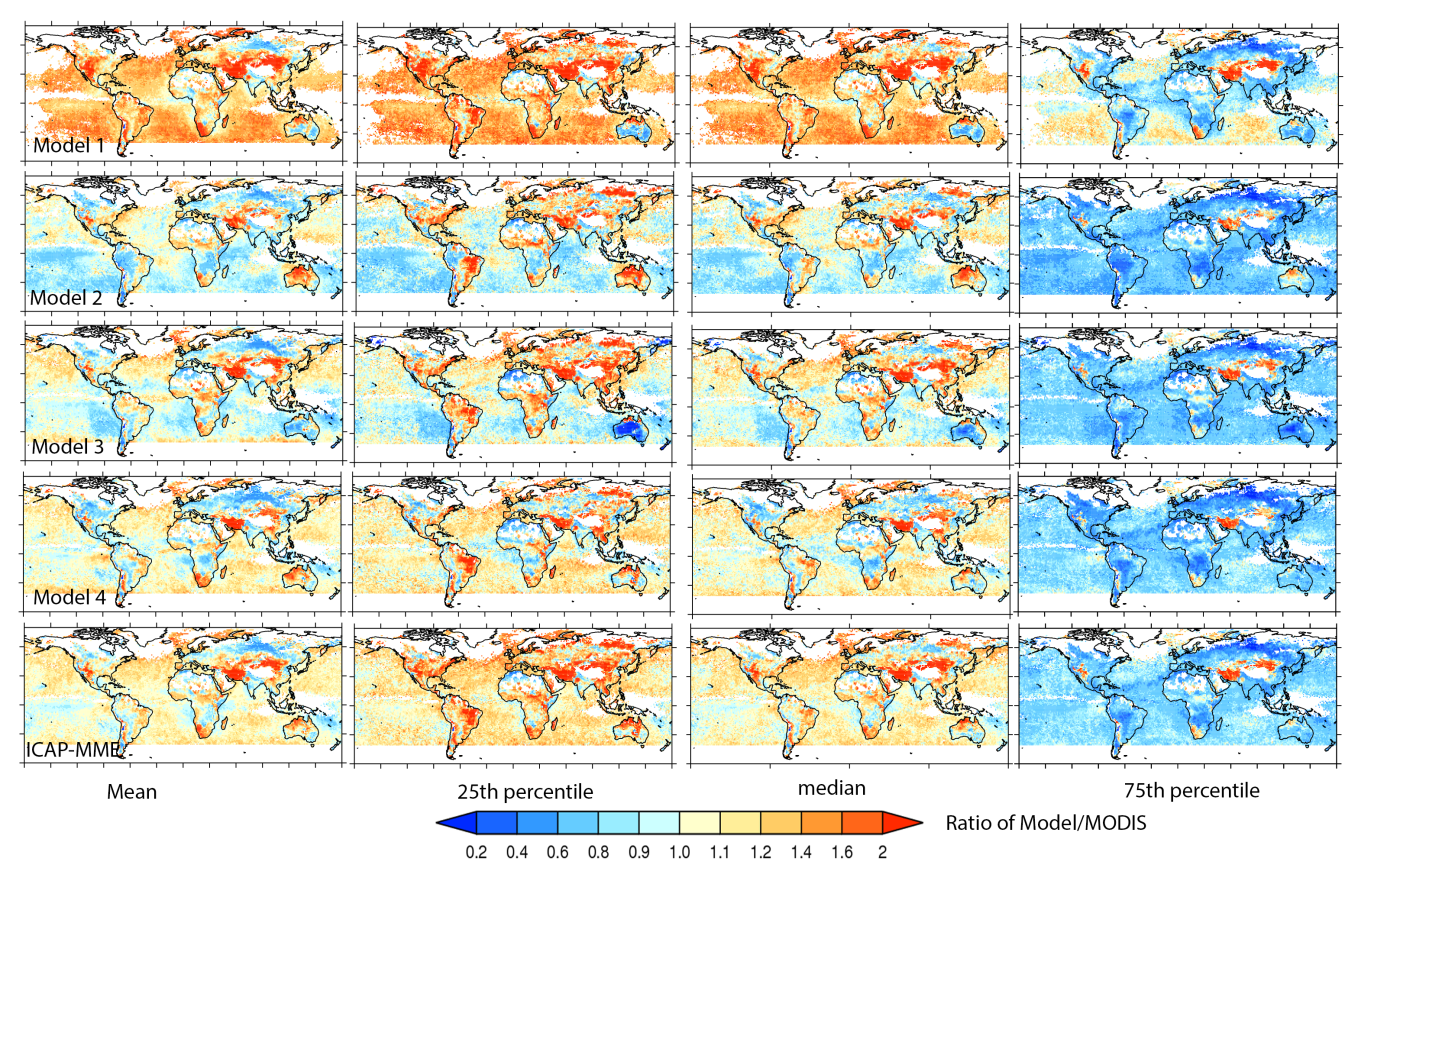 Model 1
Model 2
Model 3
Model 4
ICAP-MME
Mean
25th percentile
median
75th percentile
Ratio of Model/MODIS
0.2 0.4 0.6 0.8 0.9 1.0 1.1 1.2 1.4 1.6 2